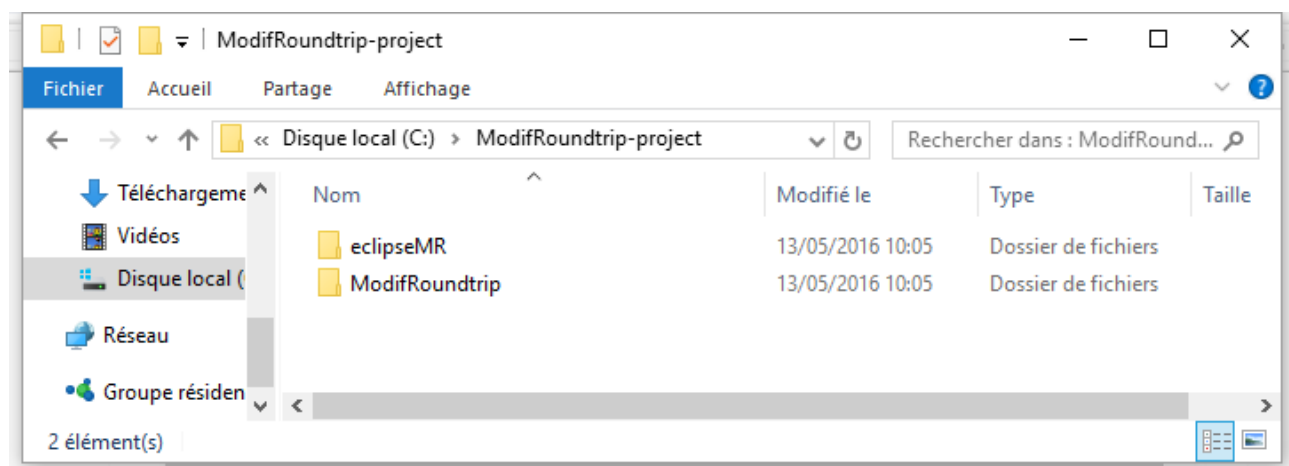 ModifRoundtrip-project
Fichier Accueil Partage Affichage
« Disque local (C:) > ModifRoundtrip-project Rechercher dans : ModifRound...
Nom Modifié le Type Taille
Téléchargeme
Vidéos
Disque local (
Réseau
Groupe résiden
eclipseMR 13/05/2016 10:05 Dossier de fichiers
ModifRoundtrip 13/05/2016 10:05 Dossier de fichiers
2 élément(s)